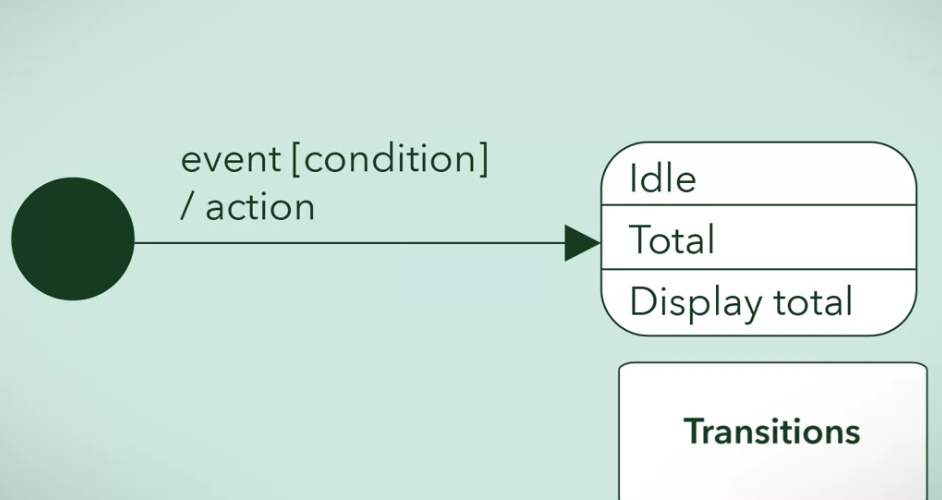 event [condition]
/ action
Idle
Total
Display total
Transitions